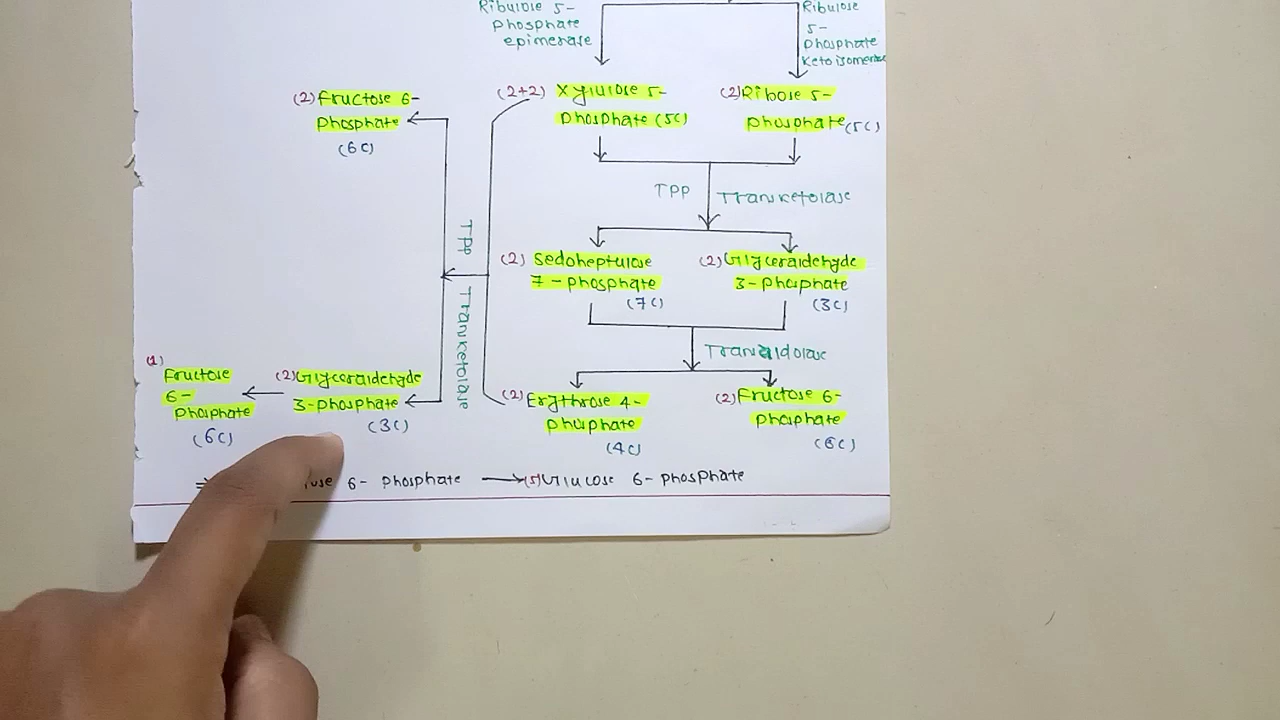 Ribulose 5-
Phosphate
epimerase
Ribulose
5-
Phosphate
(2) Fructose 6-
Phosphate
(6C)
(2+2) Xylulose 5-
phosphate (5C)
(2) Ribose 5-
phosphate (5C)
TPP Transketolase
TPP Transketolase
(2) Sedoheptulose
7-phosphate
(7C)
(2) Glyceraldehyde
3-phosphate
(3C)
Transaldolase
(1)
Fructose
6-
Phosphate
(6C)
(2) Glyceraldehyde
3-phosphate
(3C)
(2) Erythrose 4-
phosphate
(4C)
(2) Fructose 6-
phosphate
(6C)
6- phosphate → (5) Glucose 6- phosphate